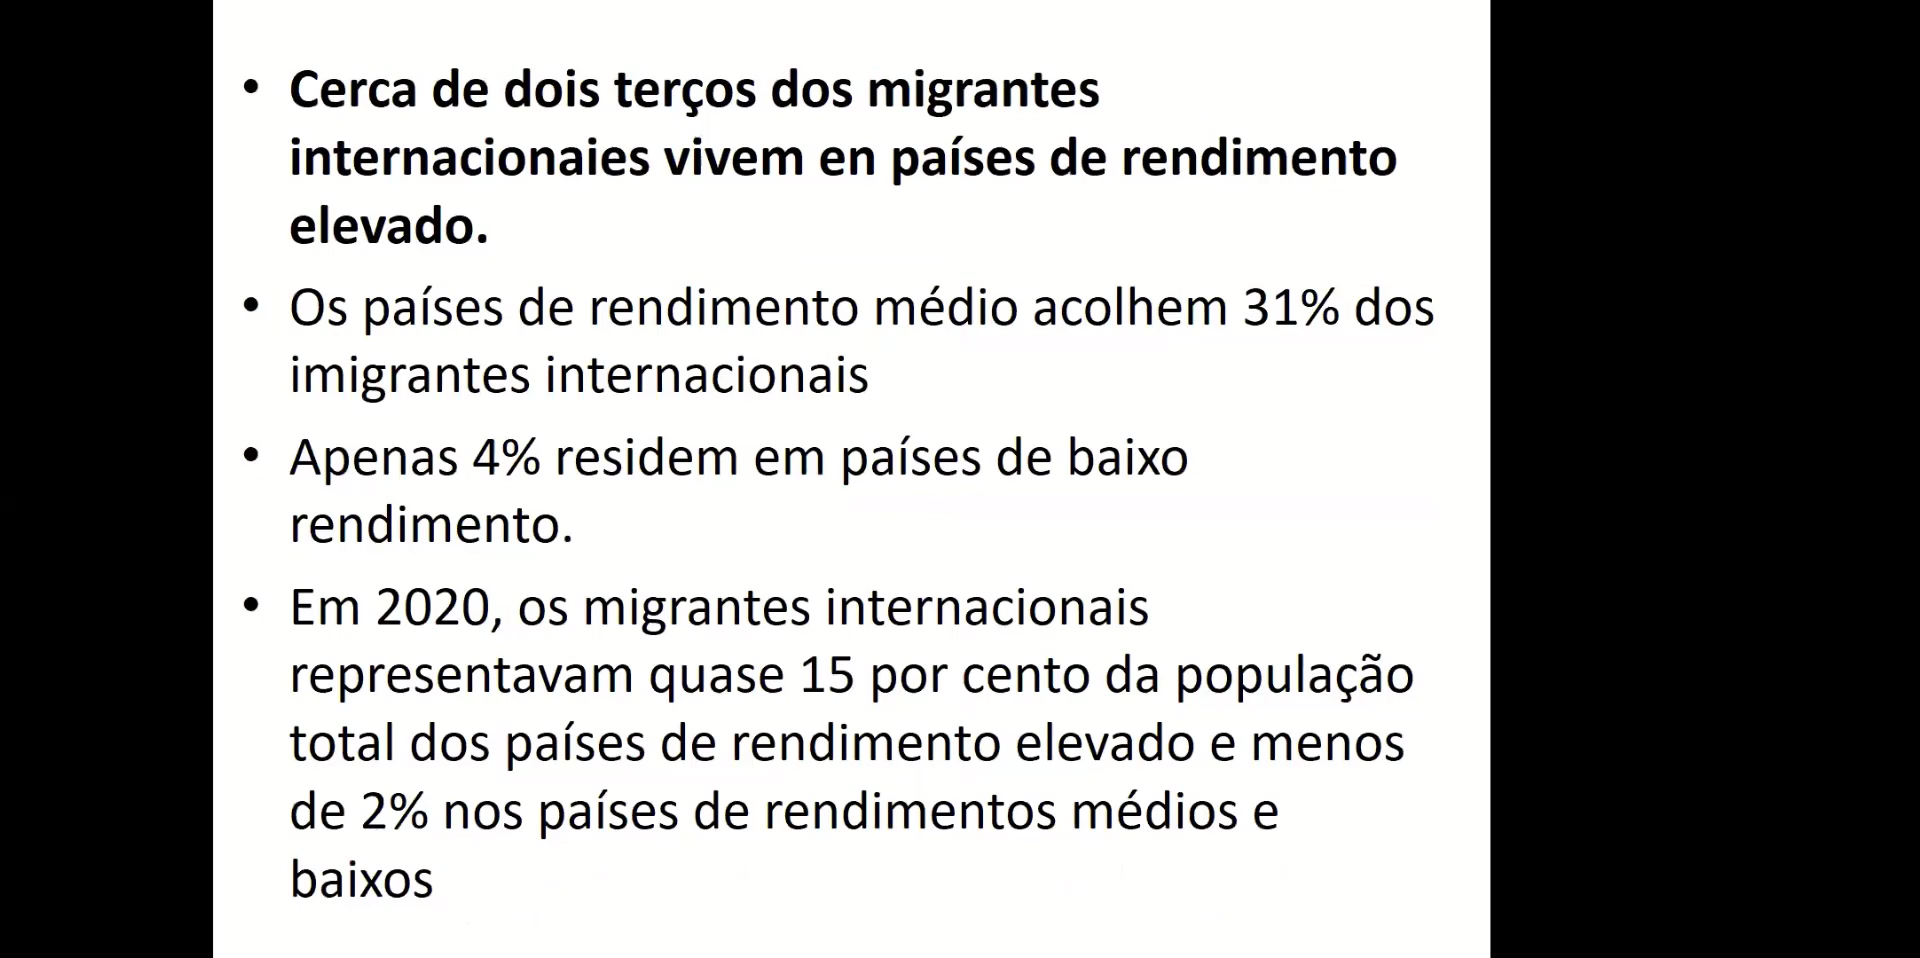 • Cerca de dois terços dos migrantes
internacionaies vivem en países de rendimento
elevado.
• Os países de rendimento médio acolhem 31% dos
imigrantes internacionais
• Apenas 4% residem em países de baixo
rendimento.
• Em 2020, os migrantes internacionais
representavam quase 15 por cento da população
total dos países de rendimento elevado e menos
de 2% nos países de rendimentos médios e
baixos